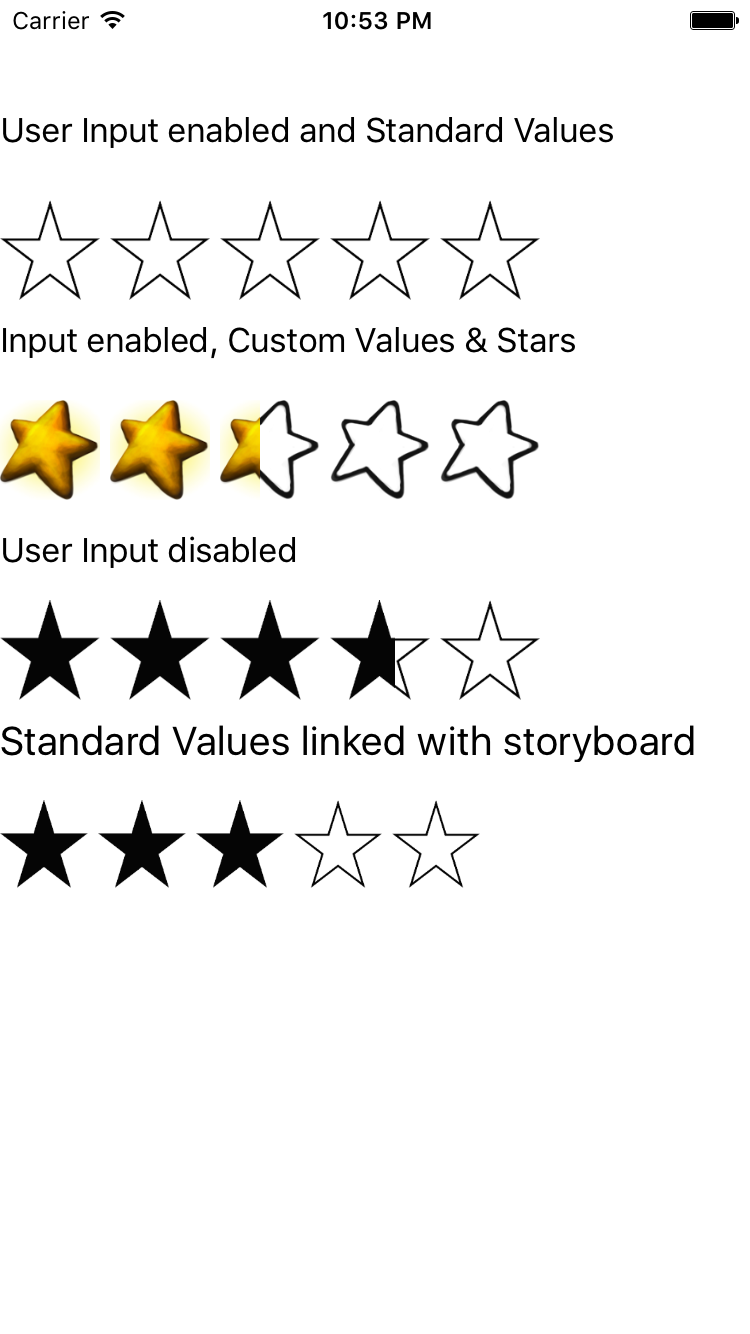 Carrier 10:53 PM
User Input enabled and Standard Values
Input enabled, Custom Values & Stars
User Input disabled
Standard Values linked with storyboard